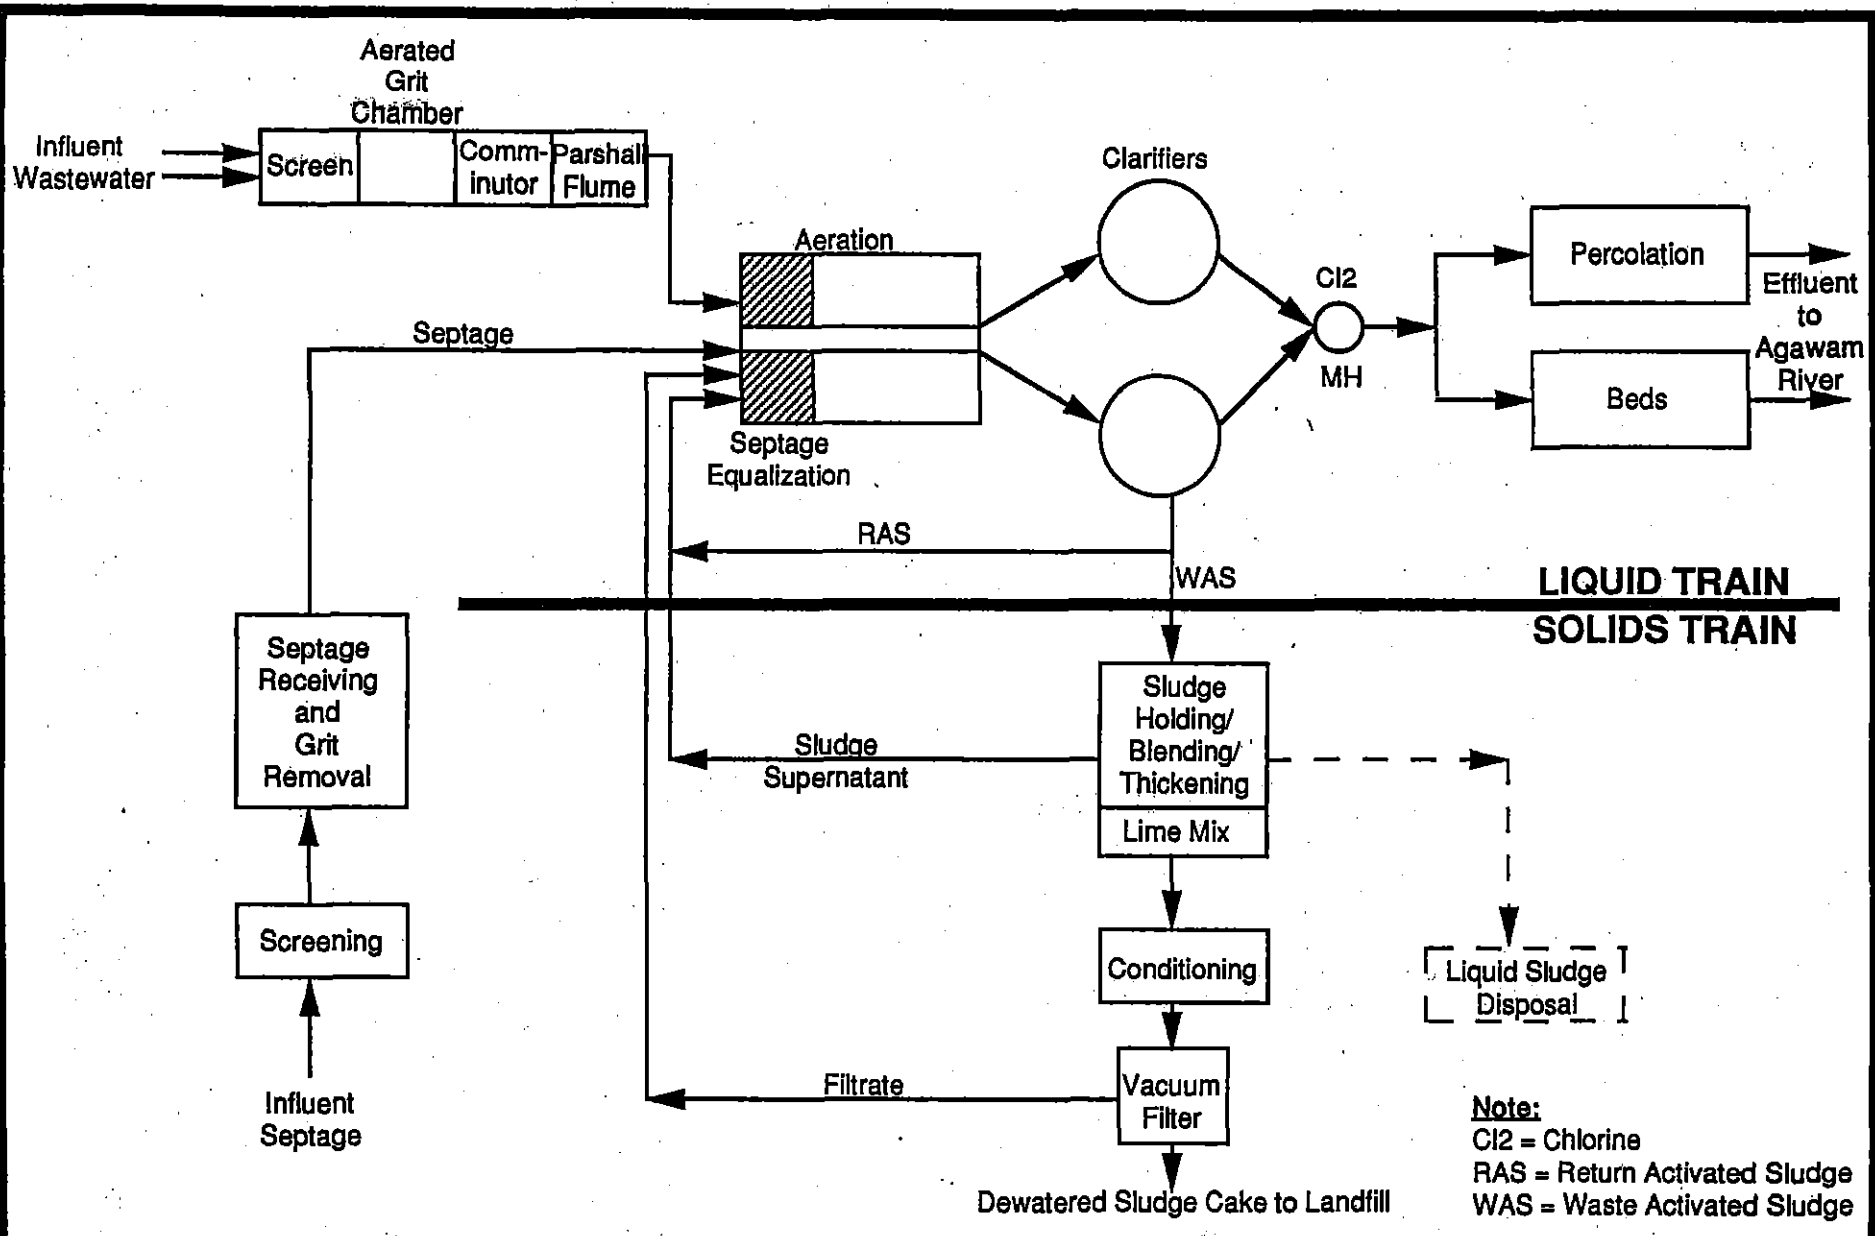 Aerated
Grit
Chamber
Influent
Wastewater
Screen
Comm-
inutor
Parshall
Flume
Clarifiers
Aeration
Percolation
Cl2
Effluent
to
Agawam
River
Septage
MH
Beds
Septage
Equalization
RAS
WAS
LIQUID TRAIN
SOLIDS TRAIN
Septage
Receiving
and
Grit
Removal
Sludge
Holding/
Blending/
Thickening
Sludge
Supernatant
Lime Mix
Screening
Conditioning
Liquid Sludge
Disposal
Filtrate
Vacuum
Filter
Influent
Septage
Note:
Cl2 = Chlorine
RAS = Return Activated Sludge
WAS = Waste Activated Sludge
Dewatered Sludge Cake to Landfill